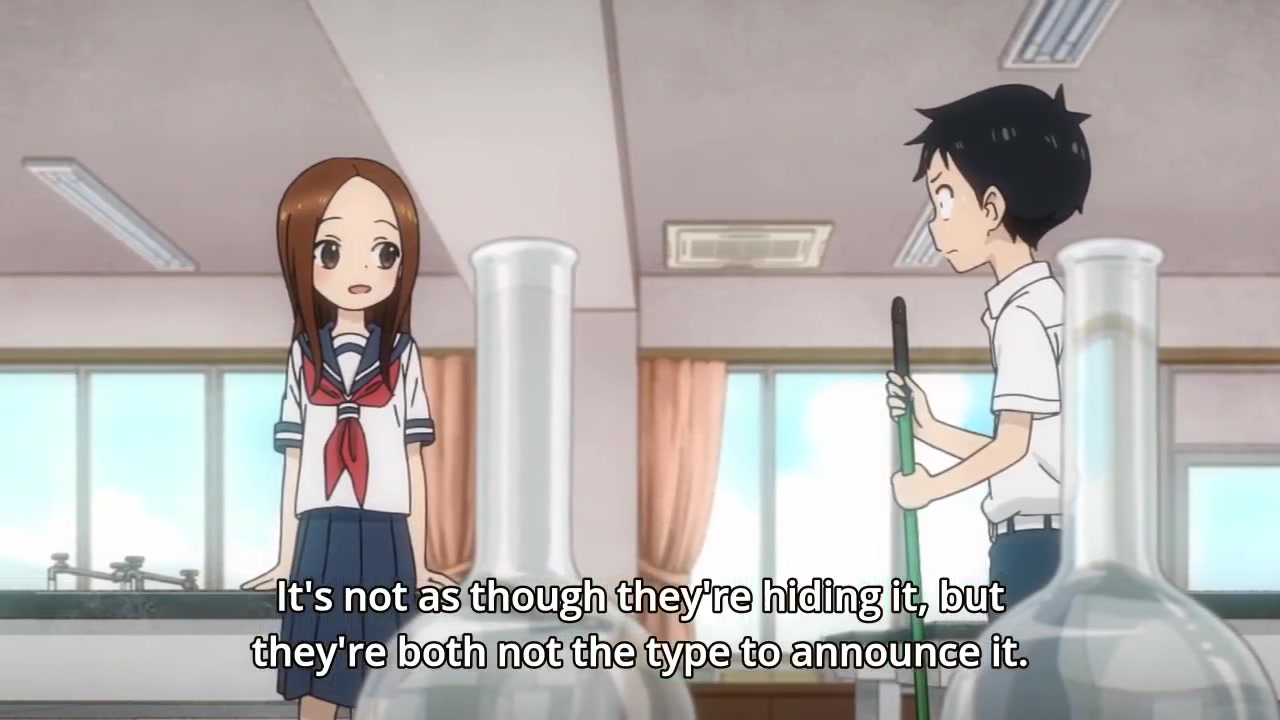 It's not as though they're hiding it, but
they're both not the type to announce it.